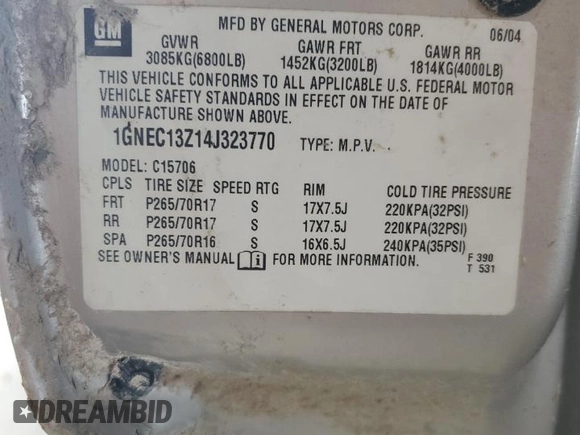 GM
MFD BY GENERAL MOTORS CORP. 06/04
GVWR GAWR FRT GAWR RR
3085KG(6800LB) 1452KG(3200LB) 1814KG(4000LB)
THIS VEHICLE CONFORMS TO ALL APPLICABLE U.S. FEDERAL MOTOR
VEHICLE SAFETY STANDARDS IN EFFECT ON THE DATE OF
MANUFACTURE SHOWN ABOVE.
1GNEC13Z14J323770 TYPE: M.P.V.
MODEL: C15706
CPLS TIRE SIZE SPEED RTG RIM COLD TIRE PRESSURE
FRT P265/70R17 S 17X7.5J 220KPA(32PSI)
RR P265/70R17 S 17X7.5J 220KPA(32PSI)
SPA P265/70R16 S 16X6.5J 240KPA(35PSI)
SEE OWNER'S MANUAL FOR MORE INFORMATION. F 390
T 531
DREAMBID